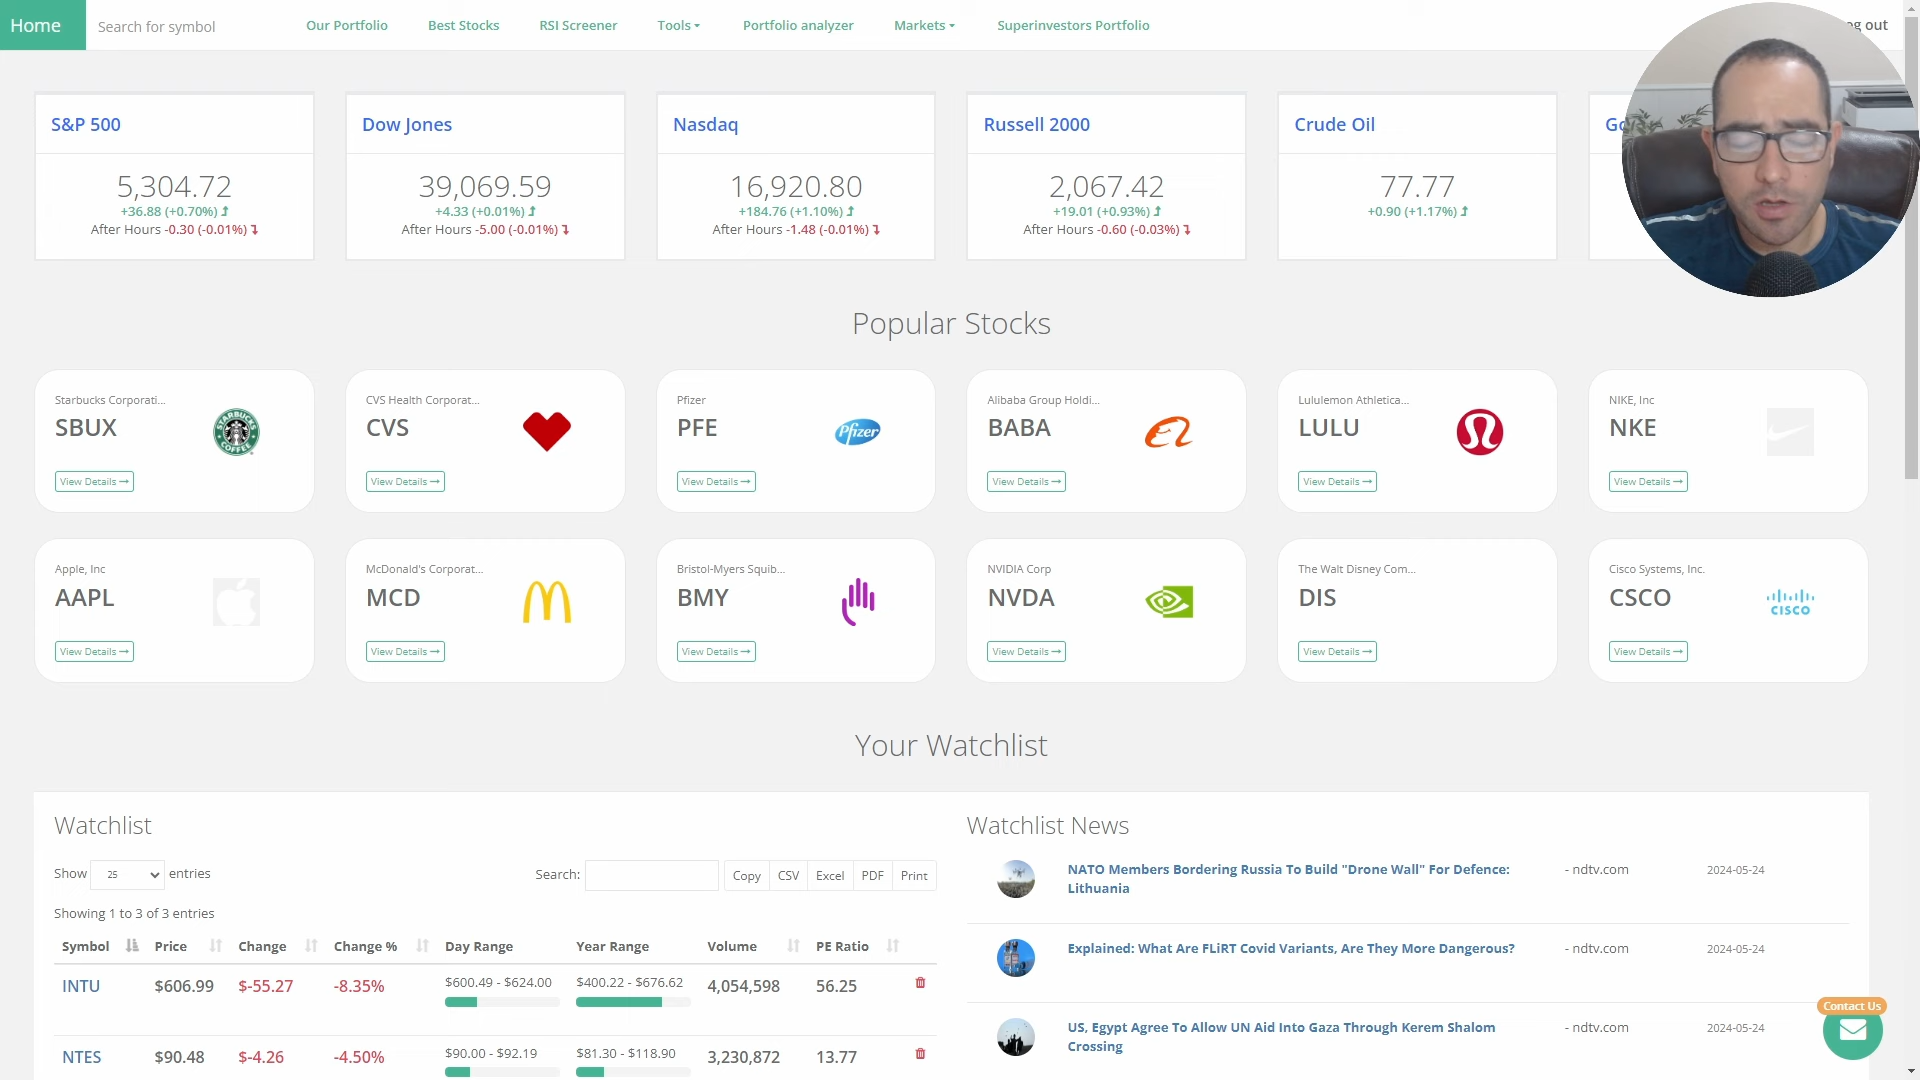 Home
Search for symbol
Our Portfolio
Best Stocks
RSI Screener
Tools
Portfolio analyzer
Markets
Superinvestors Portfolio
out
S&P 500
5,304.72
+36.88 (+0.70%)
After Hours -0.30 (-0.01%)
Dow Jones
39,069.59
+4.33 (+0.01%)
After Hours -5.00 (-0.01%)
Nasdaq
16,920.80
+184.76 (+1.10%)
After Hours -1.48 (-0.01%)
Russell 2000
2,067.42
+19.01 (+0.93%)
After Hours -0.60 (-0.03%)
Crude Oil
77.77
+0.90 (+1.17%)
Popular Stocks
Starbucks Corporati...
SBUX
STARBUCKS
COFFEE
View Details
CVS Health Corporat...
CVS
View Details
Pfizer
PFE
Pfizer
View Details
Alibaba Group Holdi...
BABA
View Details
Lululemon Athletica...
LULU
View Details
NIKE, Inc
NKE
View Details
Apple, Inc
AAPL
View Details
McDonald's Corporat...
MCD
View Details
Bristol-Myers Squib...
BMY
View Details
NVIDIA Corp
NVDA
View Details
The Walt Disney Com...
DIS
View Details
Cisco Systems, Inc.
CSCO
CISCO
View Details
Your Watchlist
Watchlist
Show 25 entries
Search:
Copy CSV Excel PDF Print
Showing 1 to 3 of 3 entries
Symbol Price Change Change % Day Range Year Range Volume PE Ratio
INTU $606.99 $-55.27 -8.35% $600.49 - $624.00 $400.22 - $676.62 4,054,598 56.25
NTES $90.48 $-4.26 -4.50% $90.00 - $92.19 $81.30 - $118.90 3,230,872 13.77
Watchlist News
NATO Members Bordering Russia To Build "Drone Wall" For Defence:
Lithuania
- ndtv.com
2024-05-24
Explained: What Are FLiRT Covid Variants, Are They More Dangerous?
- ndtv.com
2024-05-24
US, Egypt Agree To Allow UN Aid Into Gaza Through Kerem Shalom
Crossing
- ndtv.com
2024-05-24
Contact Us